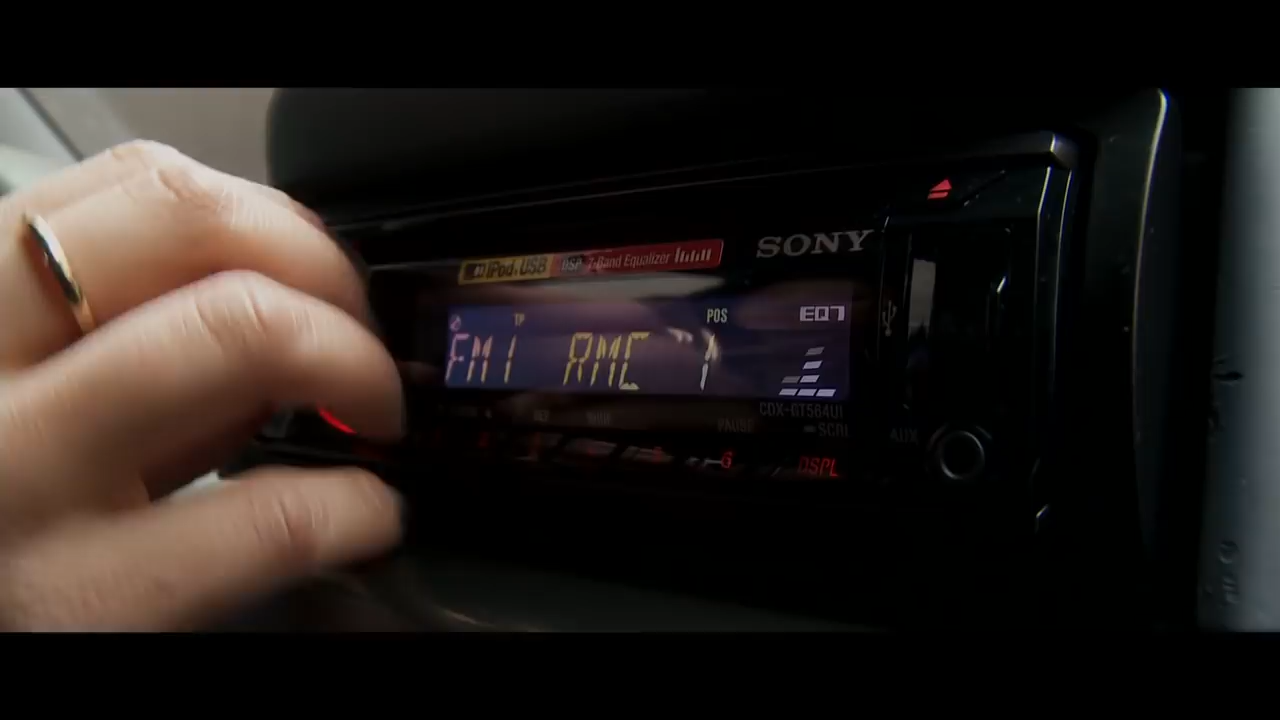 SONY
iPod & USB DSP 7-Band Equalizer
TP POS EQ7
FM1 RMC 1
CDX-GT564UI
PAUSE SCRL AUX
6 DSPL